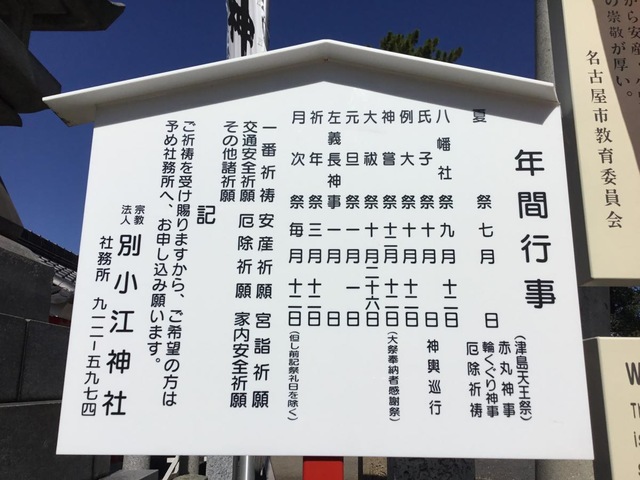 年間行事
夏祭 七月 日 (津島天王祭) 赤丸神事 輪くぐり神事 厄除祈祷
八幡社祭 九月十二日
氏子祭 十月 日 神輿巡行
例大祭 十月十二日
神嘗祭 十二月十二日 (大祭奉納者感謝祭)
大祓祭 十月二十六日
元旦祭 一月一日
左義長神事 一月 日
祈年祭 三月十二日
月次祭 毎月十二日 (但し前記祭礼日を除く)
一番祈祷 安産祈願 宮詣祈願
交通安全祈願 厄除祈願 家内安全祈願
その他諸祈願
記
ご祈祷を受け賜りますから、ご希望の方は
予め社務所へ、お申し込み願います。
宗教法人 別小江神社
社務所 九一二ー五九七四
神
から安産・
の崇敬が厚い。
名古屋市教育委員会